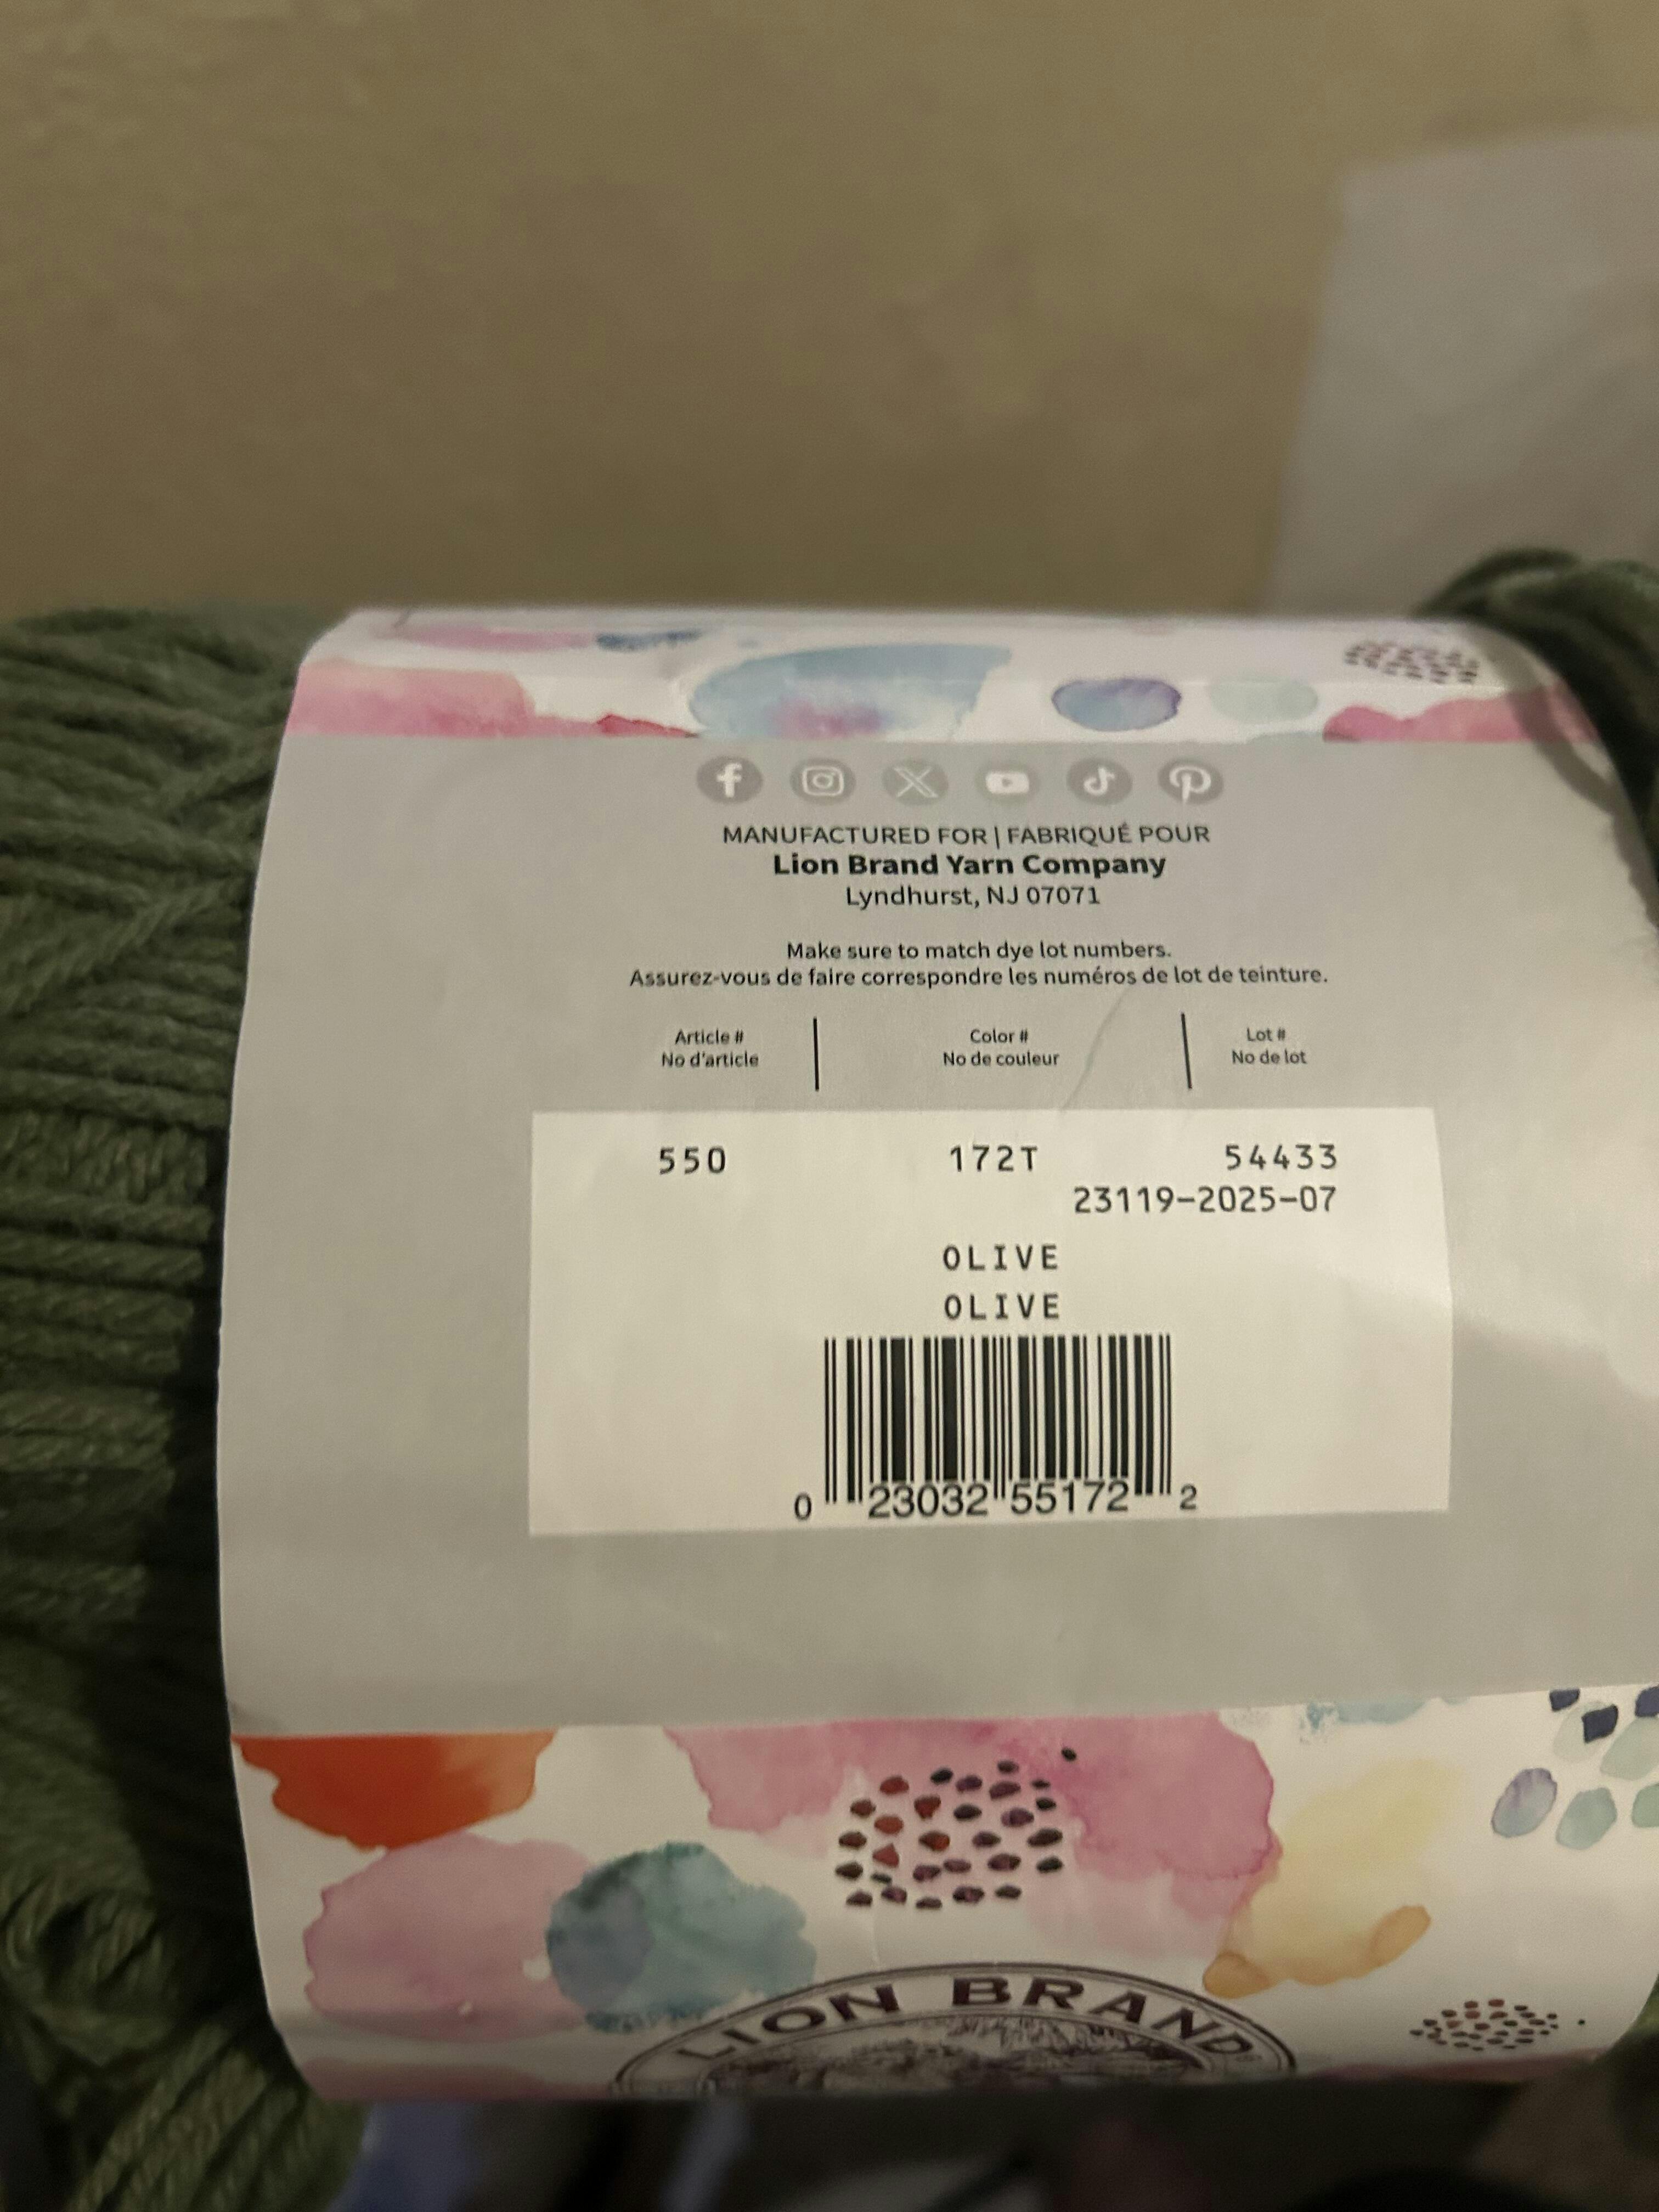 MANUFACTURED FOR | FABRIQUÉ POUR
Lion Brand Yarn Company
Lyndhurst, NJ 07071
Make sure to match dye lot numbers.
Assurez-vous de faire correspondre les numéros de lot de teinture.
Article # | Color # | Lot #
No d'article | No de couleur | No de lot
550 172T 54433
23119-2025-07
OLIVE
OLIVE
0 23032 55172 2
LION BRAND